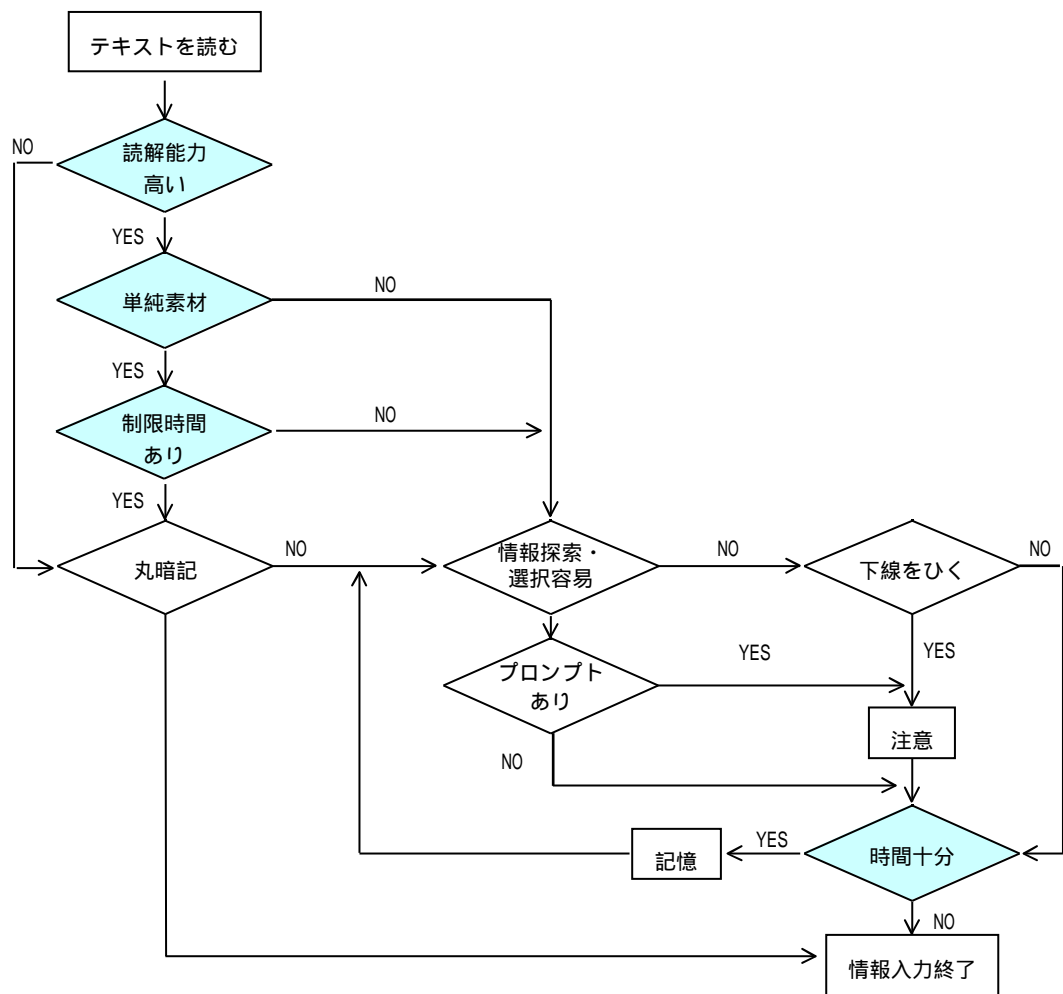 テキストを読む
NO
読解能力
高い
YES
単純素材
NO
YES
制限時間
あり
NO
YES
丸暗記
NO
情報探索・
選択容易
NO
下線をひく
NO
プロンプト
あり
YES
YES
注意
NO
時間十分
YES
記憶
NO
情報入力終了